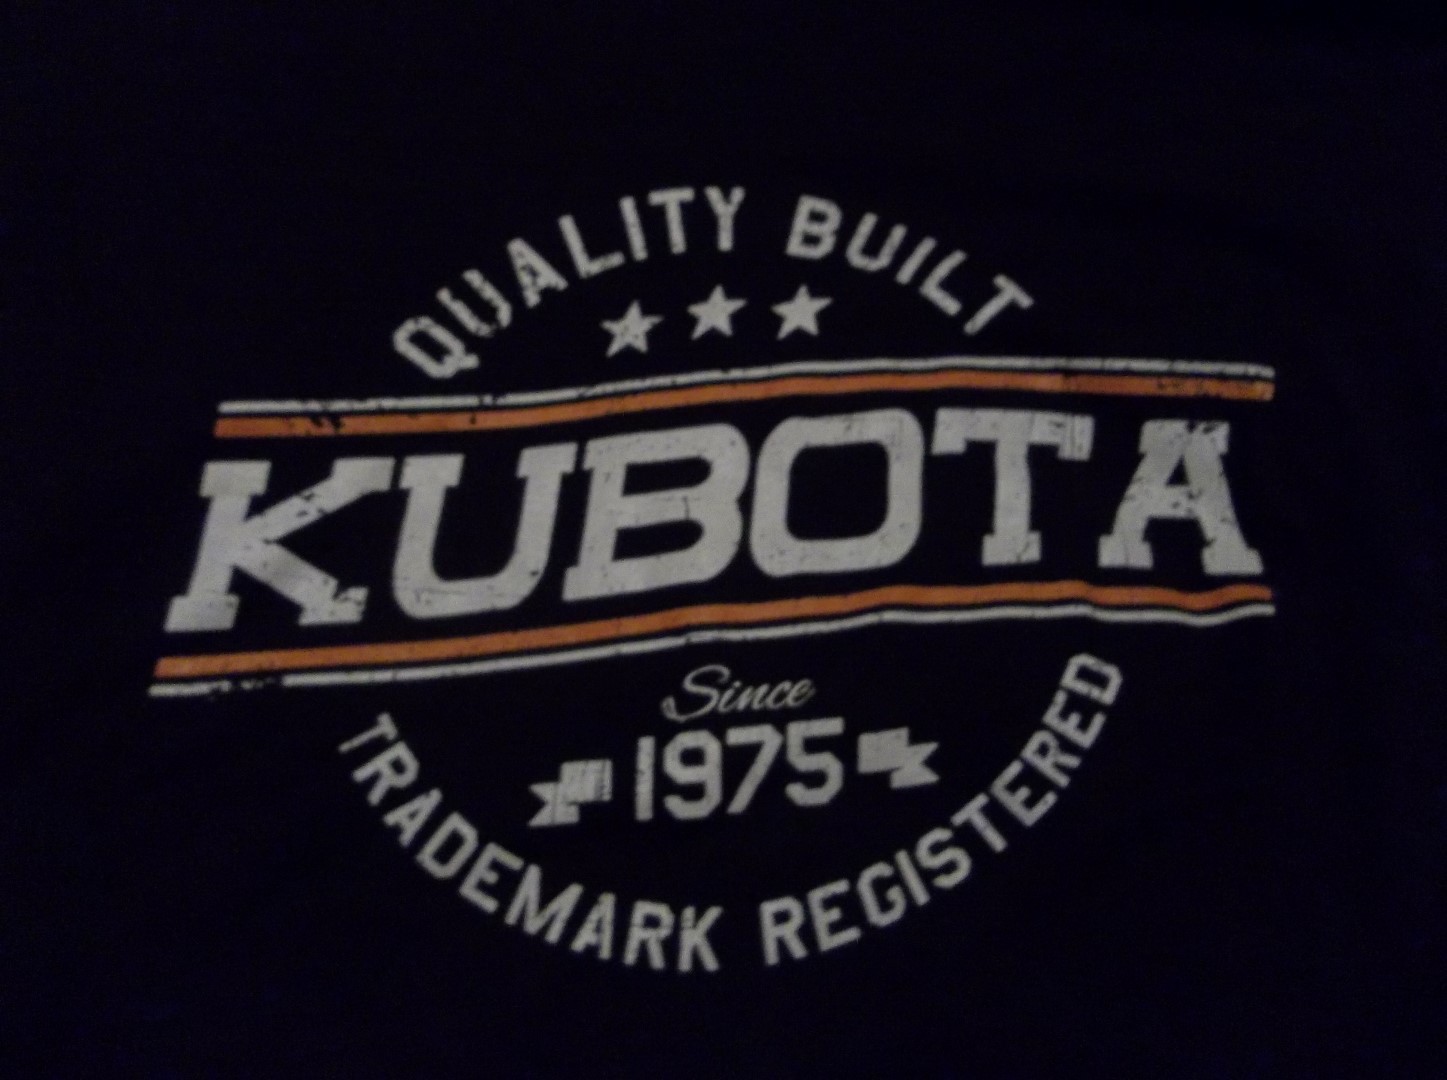 QUALITY BUILT
KUBOTA
Since
1975
TRADEMARK REGISTERED